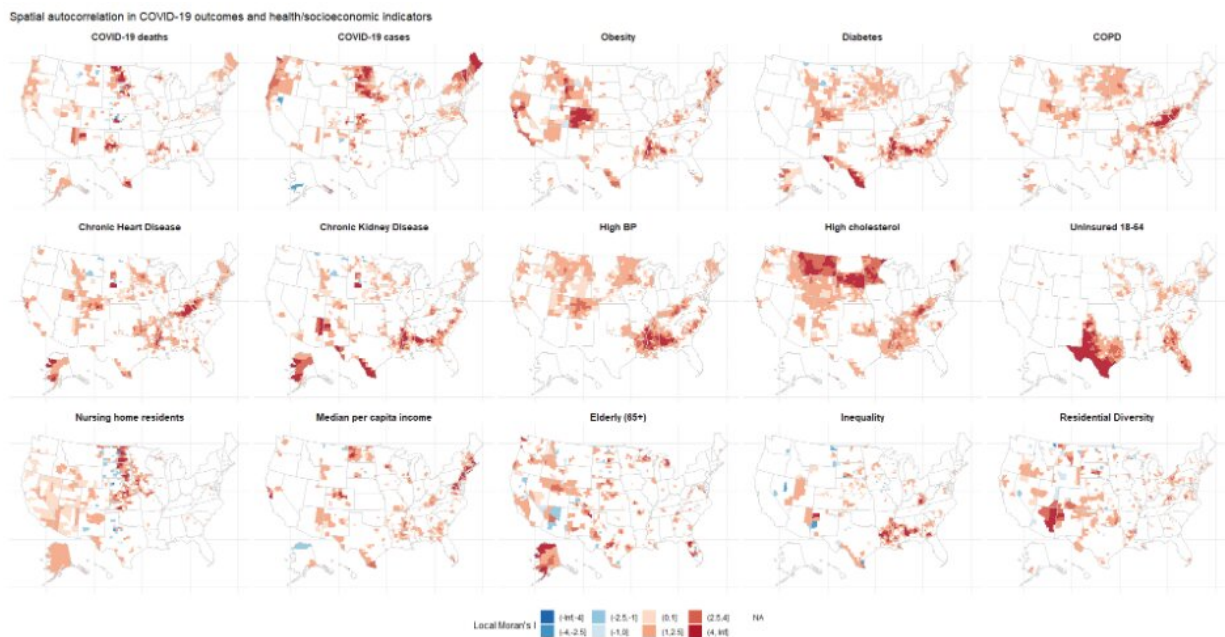 Spatial autocorrelation in COVID-19 outcomes and health/socioeconomic indicators
COVID-19 deaths
COVID-19 cases
Obesity
Diabetes
COPD
Chronic Heart Disease
Chronic Kidney Disease
High BP
High cholesterol
Uninsured 18-64
Nursing home residents
Median per capita income
Elderly (65+)
Inequality
Residential Diversity
Local Moran's I
(-Inf,-4] (-2.5,-1] (0,1] (2.5,4] NA
(-4,-2.5] (-1,0] (1,2.5] (4, Inf]